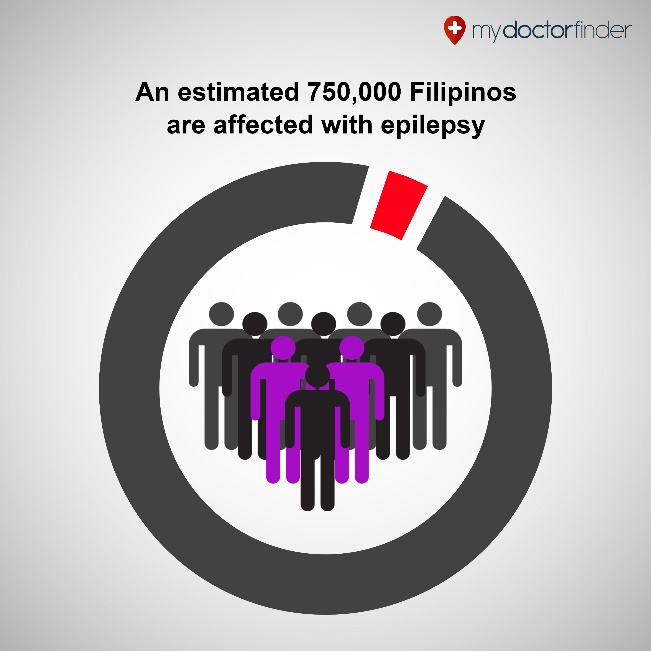 mydoctorfinder
An estimated 750,000 Filipinos
are affected with epilepsy